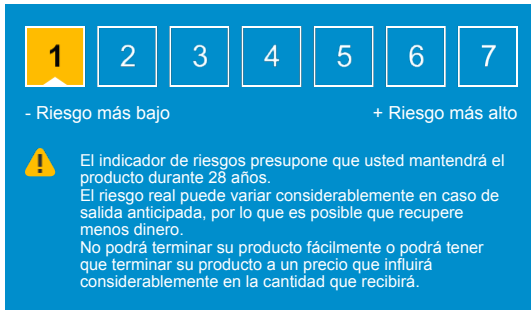 1 2 3 4 5 6 7
- Riesgo más bajo + Riesgo más alto
El indicador de riesgos presupone que usted mantendrá el
producto durante 28 años.
El riesgo real puede variar considerablemente en caso de
salida anticipada, por lo que es posible que recupere
menos dinero.
No podrá terminar su producto fácilmente o podrá tener
que terminar su producto a un precio que influirá
considerablemente en la cantidad que recibirá.